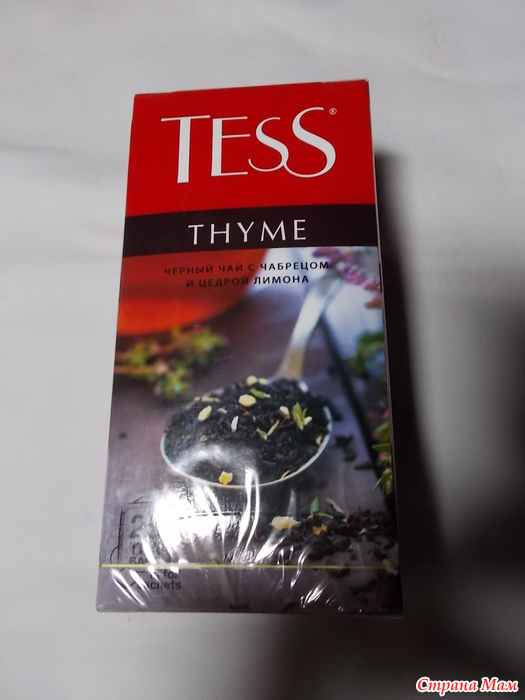 TESS®
THYME
ЧЕРНЫЙ ЧАЙ С ЧАБРЕЦОМ
И ЦЕДРОЙ ЛИМОНА
Страна Мам